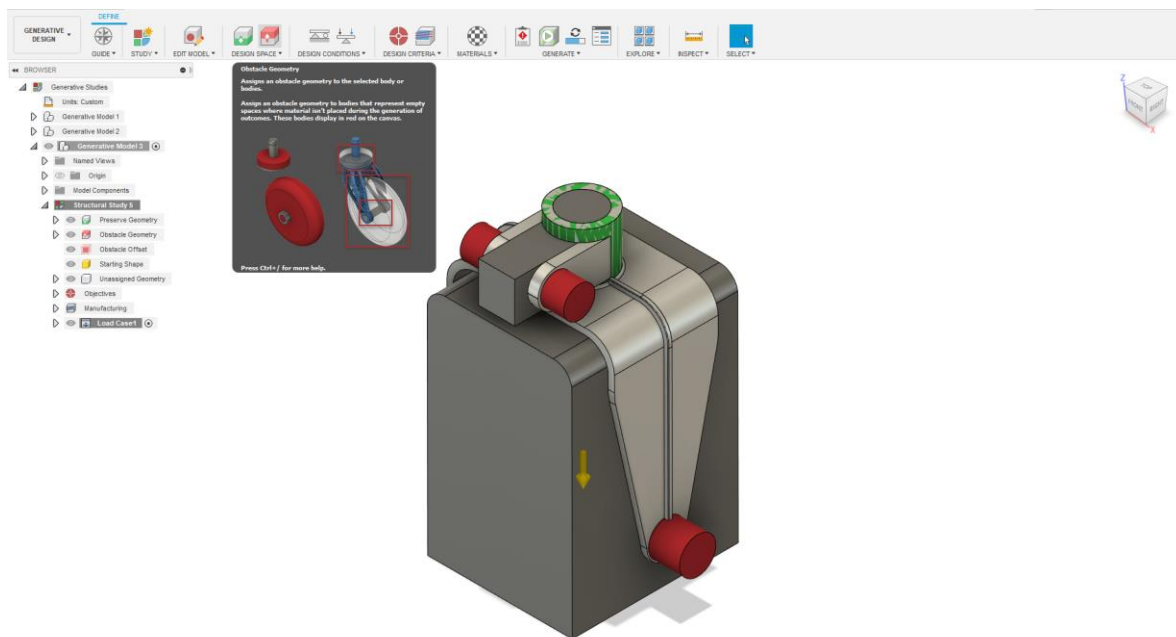 DEFINE
GENERATIVE
DESIGN
GUIDE
STUDY
EDIT MODEL
DESIGN SPACE
DESIGN CONDITIONS
DESIGN CRITERIA
MATERIALS
GENERATE
EXPLORE
INSPECT
SELECT
BROWSER
Generative Studies
Units: Custom
Generative Model 1
Generative Model 2
Generative Model 3
Named Views
Origin
Model Components
Structural Study 5
Preserve Geometry
Obstacle Geometry
Obstacle Offset
Starting Shape
Unassigned Geometry
Objectives
Manufacturing
Load Case1
Obstacle Geometry
Assigns an obstacle geometry to the selected body or
bodies.
Assign an obstacle geometry to bodies that represent empty
spaces where material isn't placed during the generation of
outcomes. These bodies display in red on the canvas.
Press Ctrl+/ for more help.
Z
TOP
FRONT
RIGHT
X